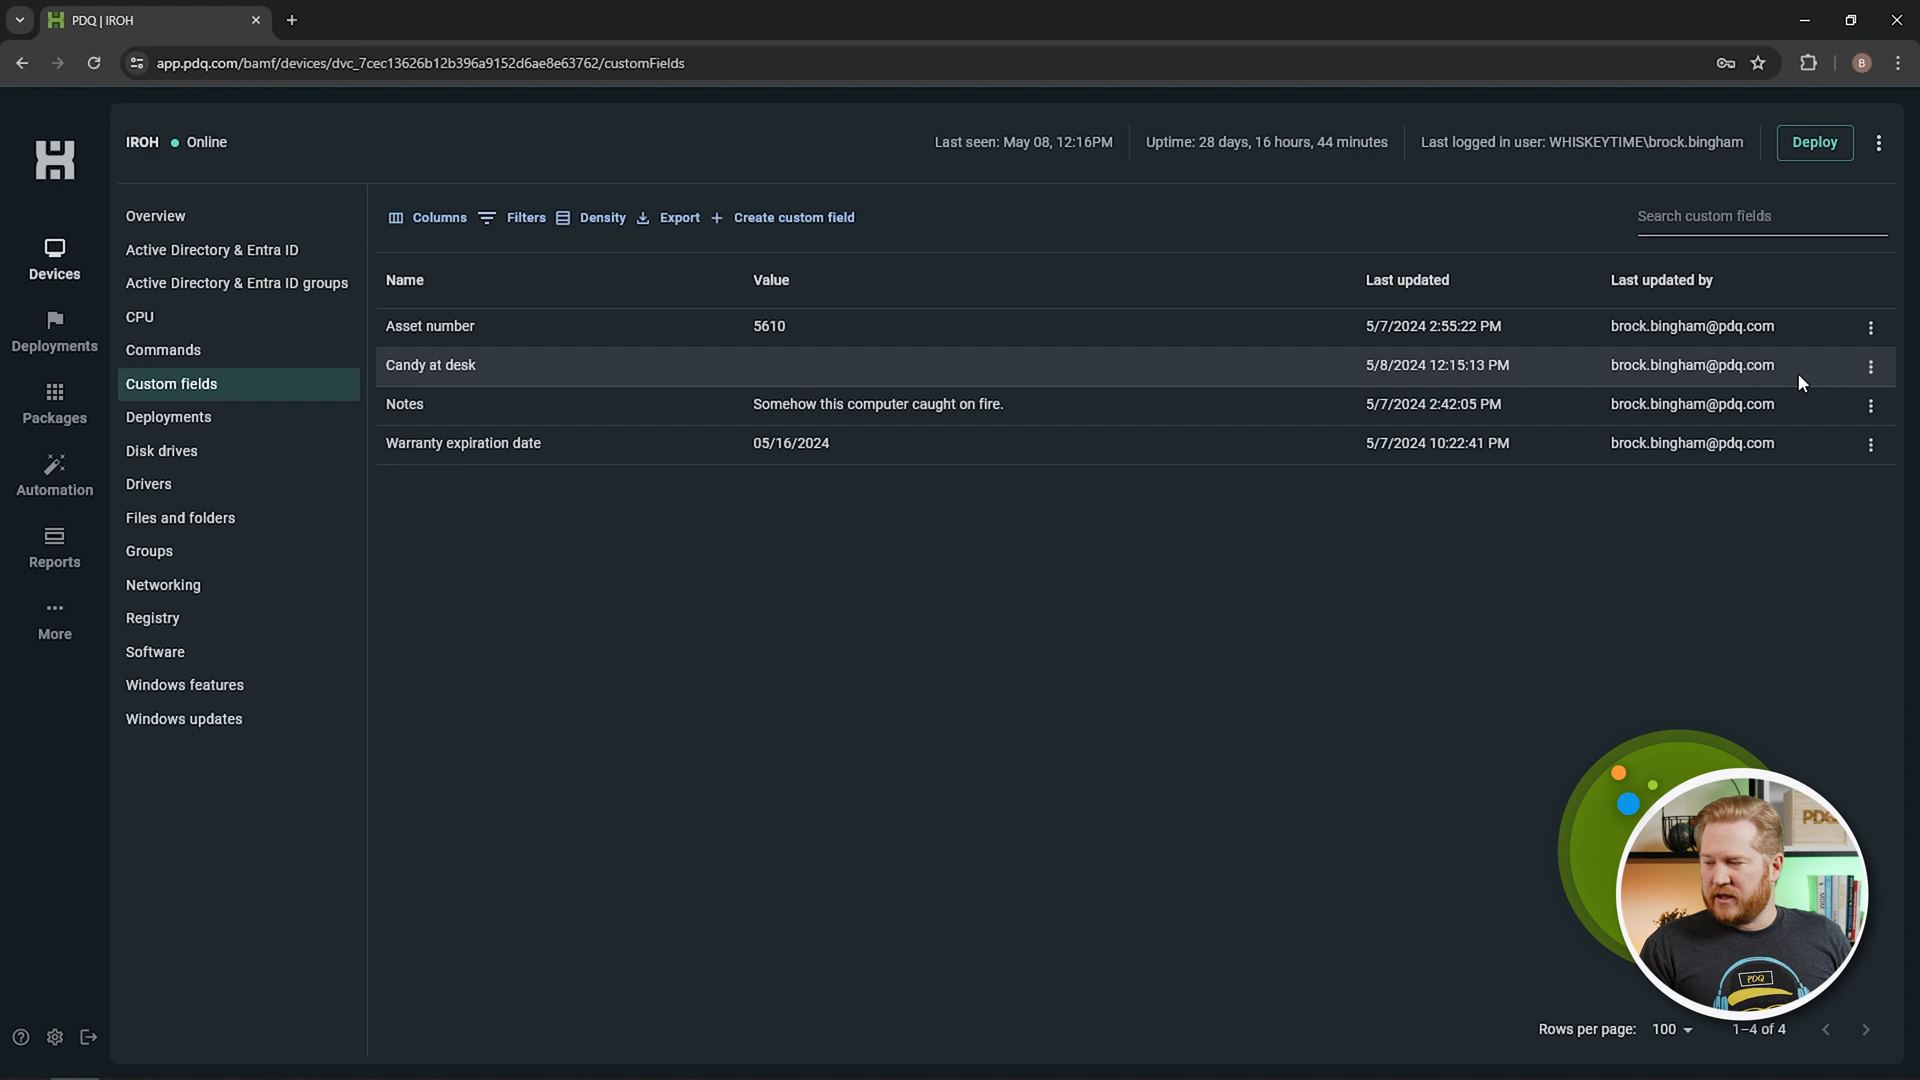 PDQ | IROH
app.pdq.com/bamf/devices/dvc_7cec13626b12b396a9152d6ae8e63762/customFields
B
IROH Online
Last seen: May 08, 12:16PM
Uptime: 28 days, 16 hours, 44 minutes
Last logged in user: WHISKEYTIME\brock.bingham
Deploy
Devices
Deployments
Packages
Automation
Reports
More
Overview
Active Directory & Entra ID
Active Directory & Entra ID groups
CPU
Commands
Custom fields
Deployments
Disk drives
Drivers
Files and folders
Groups
Networking
Registry
Software
Windows features
Windows updates
Columns Filters Density Export Create custom field
Search custom fields
Name Value Last updated Last updated by
Asset number 5610 5/7/2024 2:55:22 PM brock.bingham@pdq.com
Candy at desk 5/8/2024 12:15:13 PM brock.bingham@pdq.com
Notes Somehow this computer caught on fire. 5/7/2024 2:42:05 PM brock.bingham@pdq.com
Warranty expiration date 05/16/2024 5/7/2024 10:22:41 PM brock.bingham@pdq.com
PDQ
PDQ
Rows per page: 100 1–4 of 4